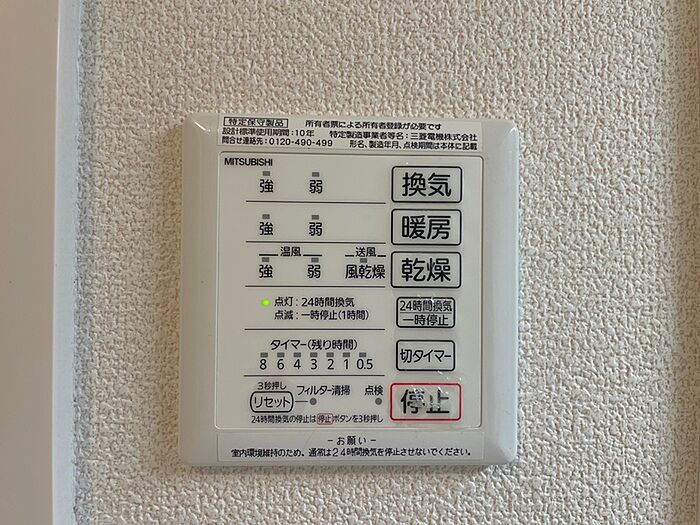 特定保守製品 所有者票による所有者登録が必要です
設計標準使用期間:10年 特定製造事業者等名:三菱電機株式会社
問合せ連絡先:0120-490-499 形名、製造年月、点検期間は本体に記載
MITSUBISHI
強 弱 換気
強 弱 暖房
温風 送風
強 弱 風乾燥 乾燥
点灯:24時間換気
点滅:一時停止(1時間)
24時間換気
一時停止
タイマー(残り時間)
8 6 4 3 2 1 0.5
切タイマー
3秒押し
リセット フィルター清掃 点検
停止
24時間換気の停止は停止ボタンを3秒押し
-お願い-
室内環境維持のため、通常は24時間換気を停止させないでください。